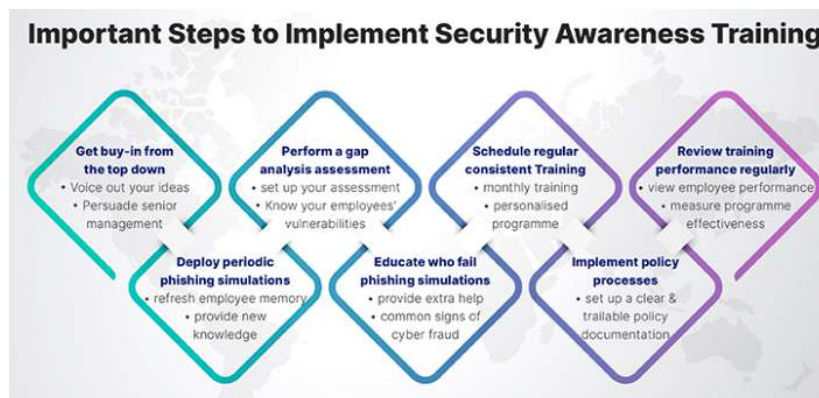 Important Steps to Implement Security Awareness Training
Get buy-in from
the top down
• Voice out your ideas
• Persuade senior
management
Perform a gap
analysis assessment
• set up your assessment
• Know your employees'
vulnerabilities
Schedule regular
consistent Training
• monthly training
• personalised
programme
Review training
performance regularly
• view employee performance
• measure programme
effectiveness
Deploy periodic
phishing simulations
• refresh employee memory
• provide new
knowledge
Educate who fail
phishing simulations
• provide extra help
• common signs of
cyber fraud
Implement policy
processes
• set up a clear &
trailable policy
documentation